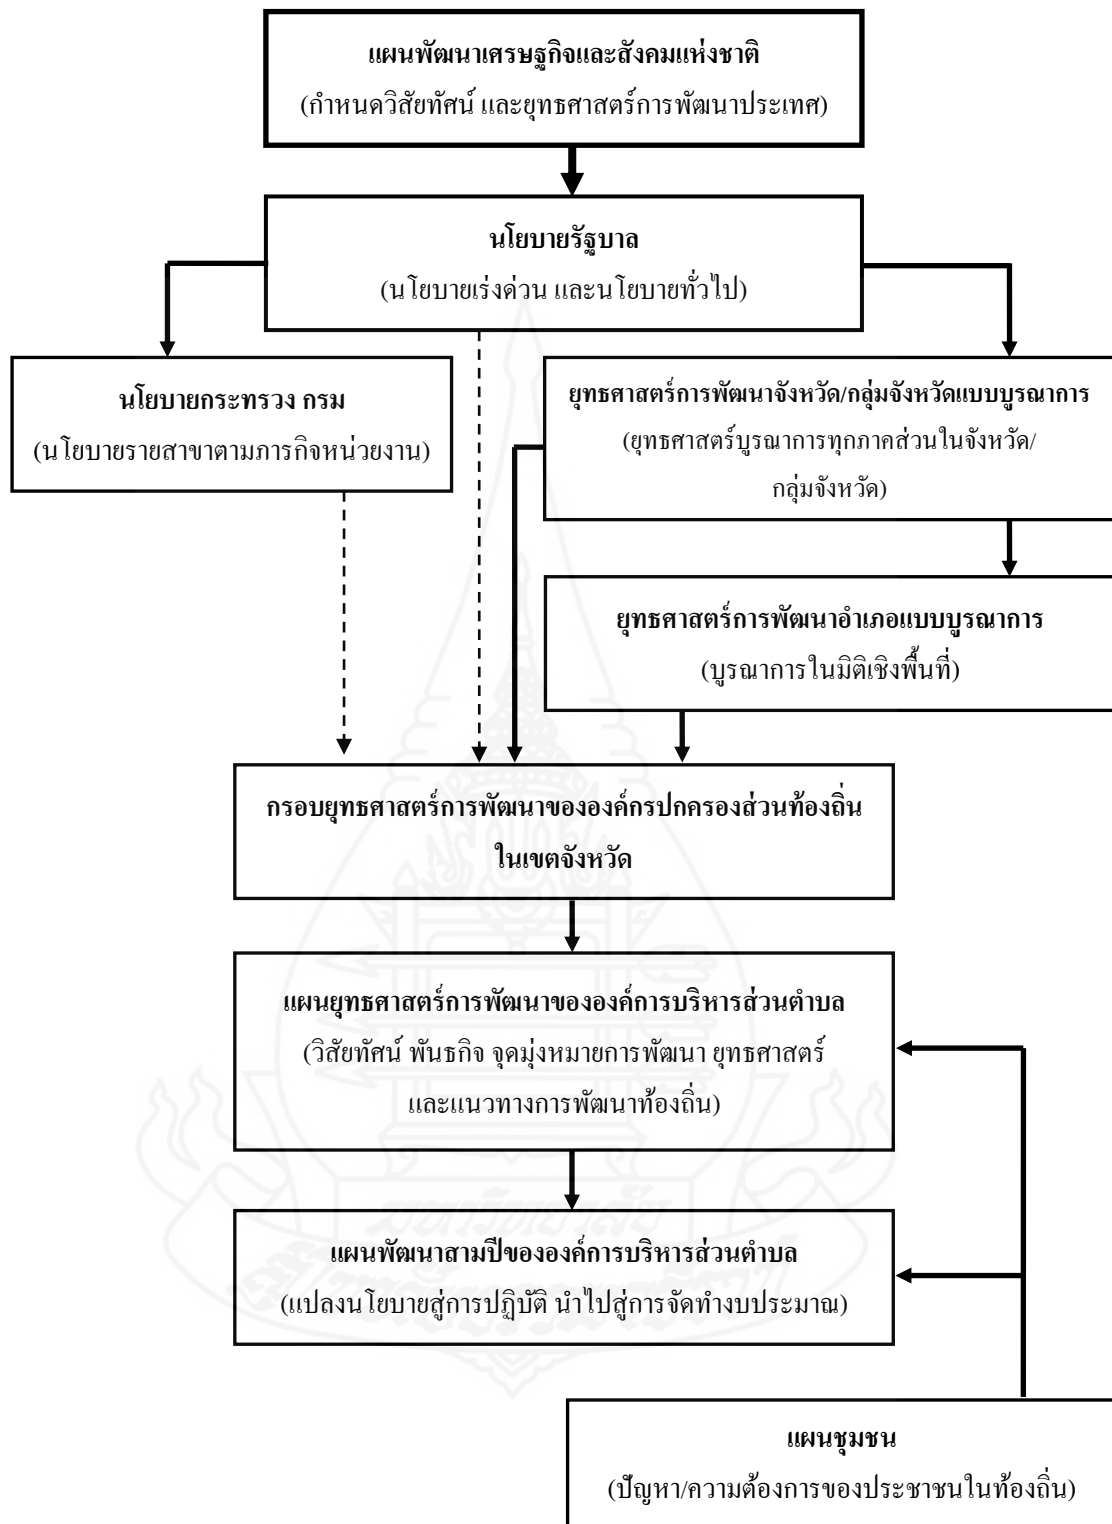 แผนพัฒนาเศรษฐกิจและสังคมแห่งชาติ
(กำหนดวิสัยทัศน์ และยุทธศาสตร์การพัฒนาประเทศ)
นโยบายรัฐบาล
(นโยบายเร่งด่วน และนโยบายทั่วไป)
นโยบายกระทรวง กรม
(นโยบายรายสาขาตามภารกิจหน่วยงาน)
ยุทธศาสตร์การพัฒนาจังหวัด/กลุ่มจังหวัดแบบบูรณาการ
(ยุทธศาสตร์บูรณาการทุกภาคส่วนในจังหวัด/
กลุ่มจังหวัด)
ยุทธศาสตร์การพัฒนาอำเภอแบบบูรณาการ
(บูรณาการในมิติเชิงพื้นที่)
กรอบยุทธศาสตร์การพัฒนาขององค์กรปกครองส่วนท้องถิ่น
ในเขตจังหวัด
แผนยุทธศาสตร์การพัฒนาขององค์การบริหารส่วนตำบล
(วิสัยทัศน์ พันธกิจ จุดมุ่งหมายการพัฒนา ยุทธศาสตร์
และแนวทางการพัฒนาท้องถิ่น)
มหาวิทยาลัย
สุโขทัยธรรมาธิราช
แผนพัฒนาสามปีขององค์การบริหารส่วนตำบล
(แปลงนโยบายสู่การปฏิบัติ นำไปสู่การจัดทำงบประมาณ)
แผนชุมชน
(ปัญหา/ความต้องการของประชาชนในท้องถิ่น)